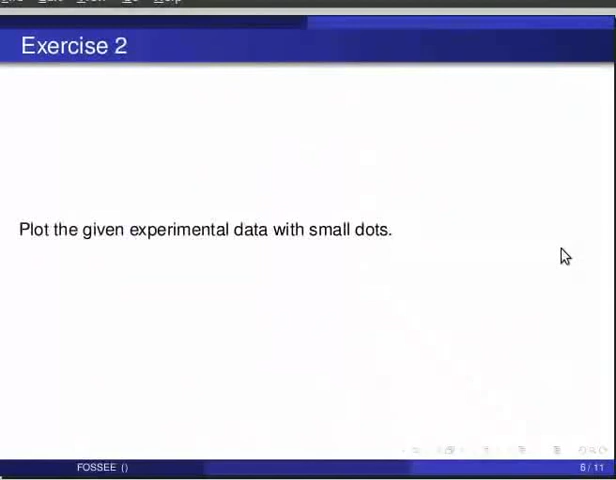 Exercise 2
Plot the given experimental data with small dots.
FOSSEE ()
6 / 11